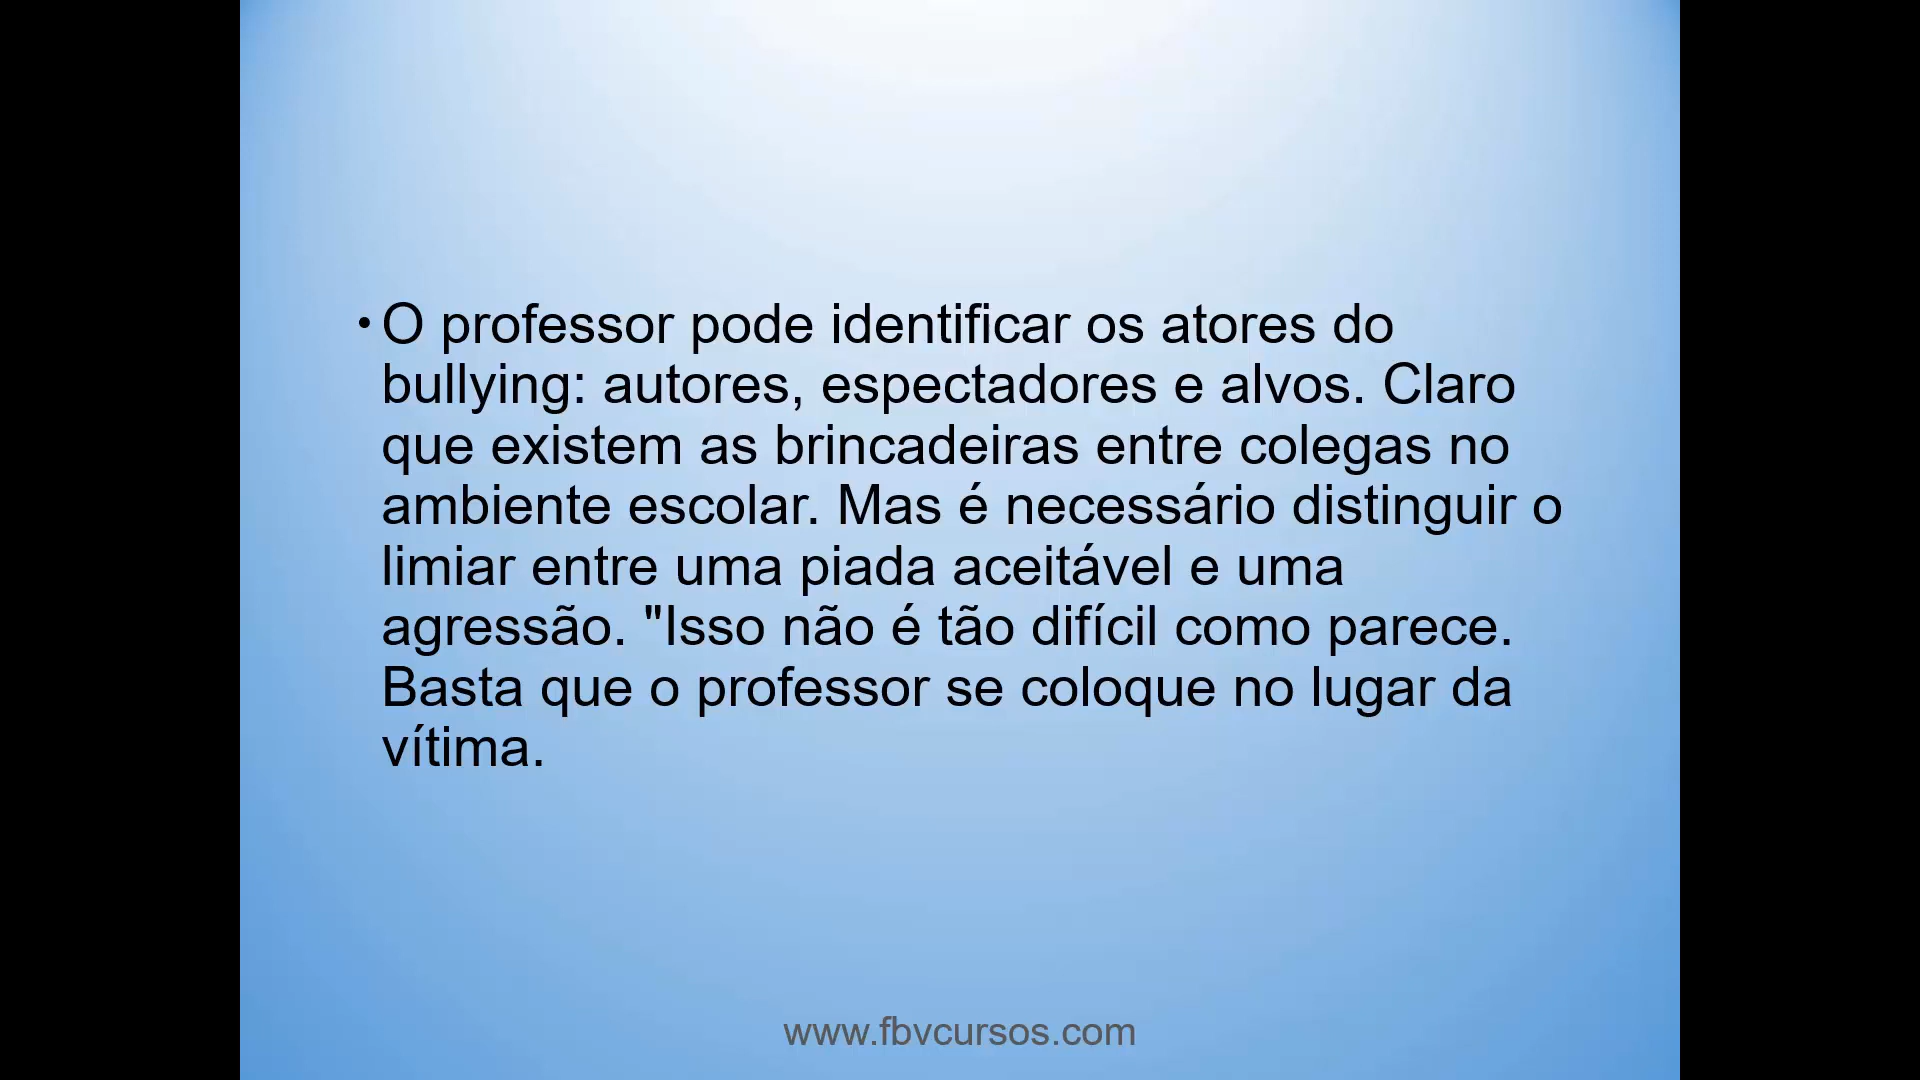 • O professor pode identificar os atores do
bullying: autores, espectadores e alvos. Claro
que existem as brincadeiras entre colegas no
ambiente escolar. Mas é necessário distinguir o
limiar entre uma piada aceitável e uma
agressão. "Isso não é tão difícil como parece.
Basta que o professor se coloque no lugar da
vítima.
www.fbvcursos.com